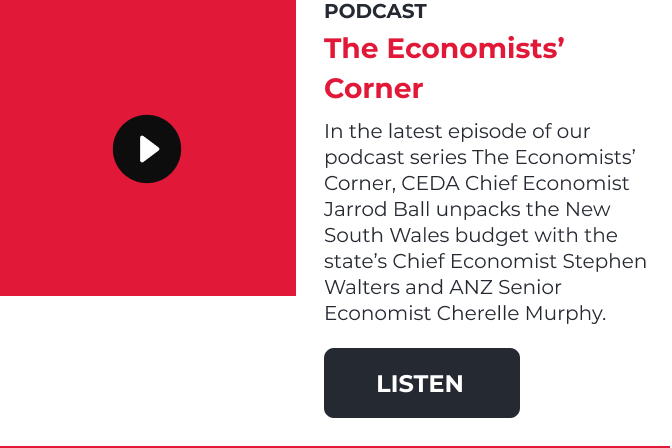 PODCAST
The Economists’
Corner
In the latest episode of our
podcast series The Economists’
Corner, CEDA Chief Economist
Jarrod Ball unpacks the New
South Wales budget with the
state’s Chief Economist Stephen
Walters and ANZ Senior
Economist Cherelle Murphy.
LISTEN